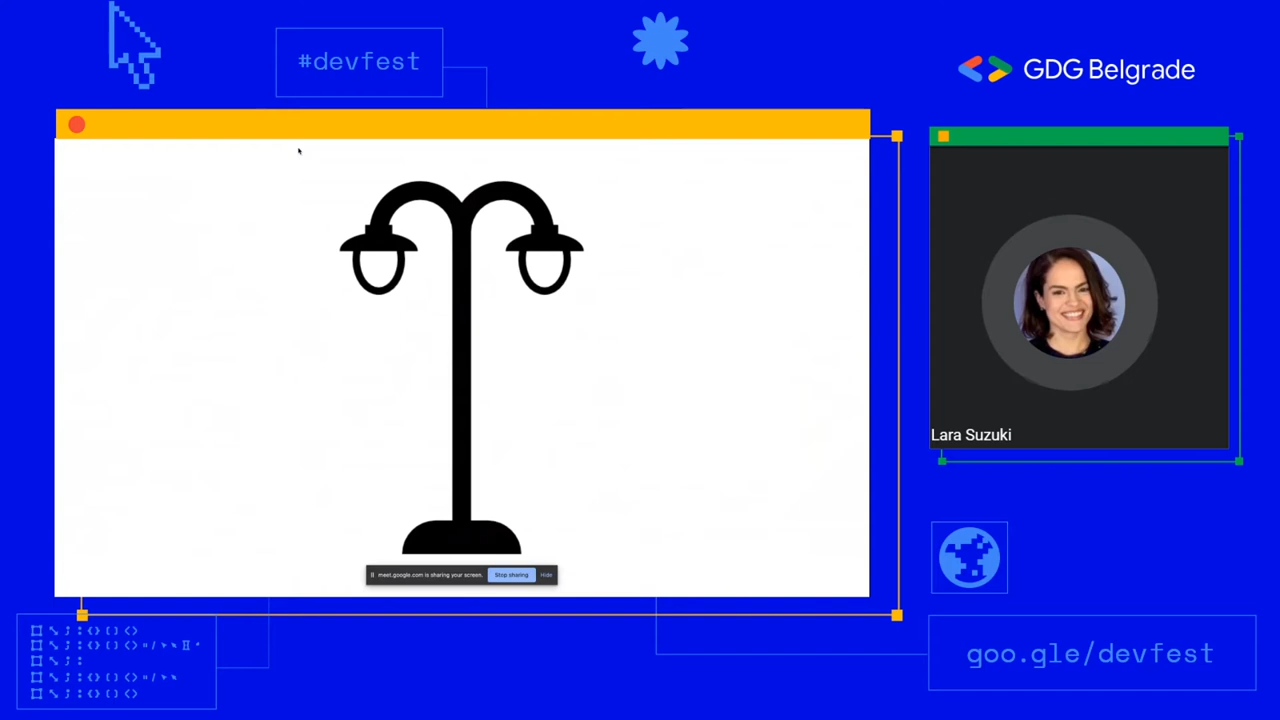 #devfest
GDG Belgrade
Lara Suzuki
meet.google.com is sharing your screen.
Stop sharing
Hide
goo.gle/devfest